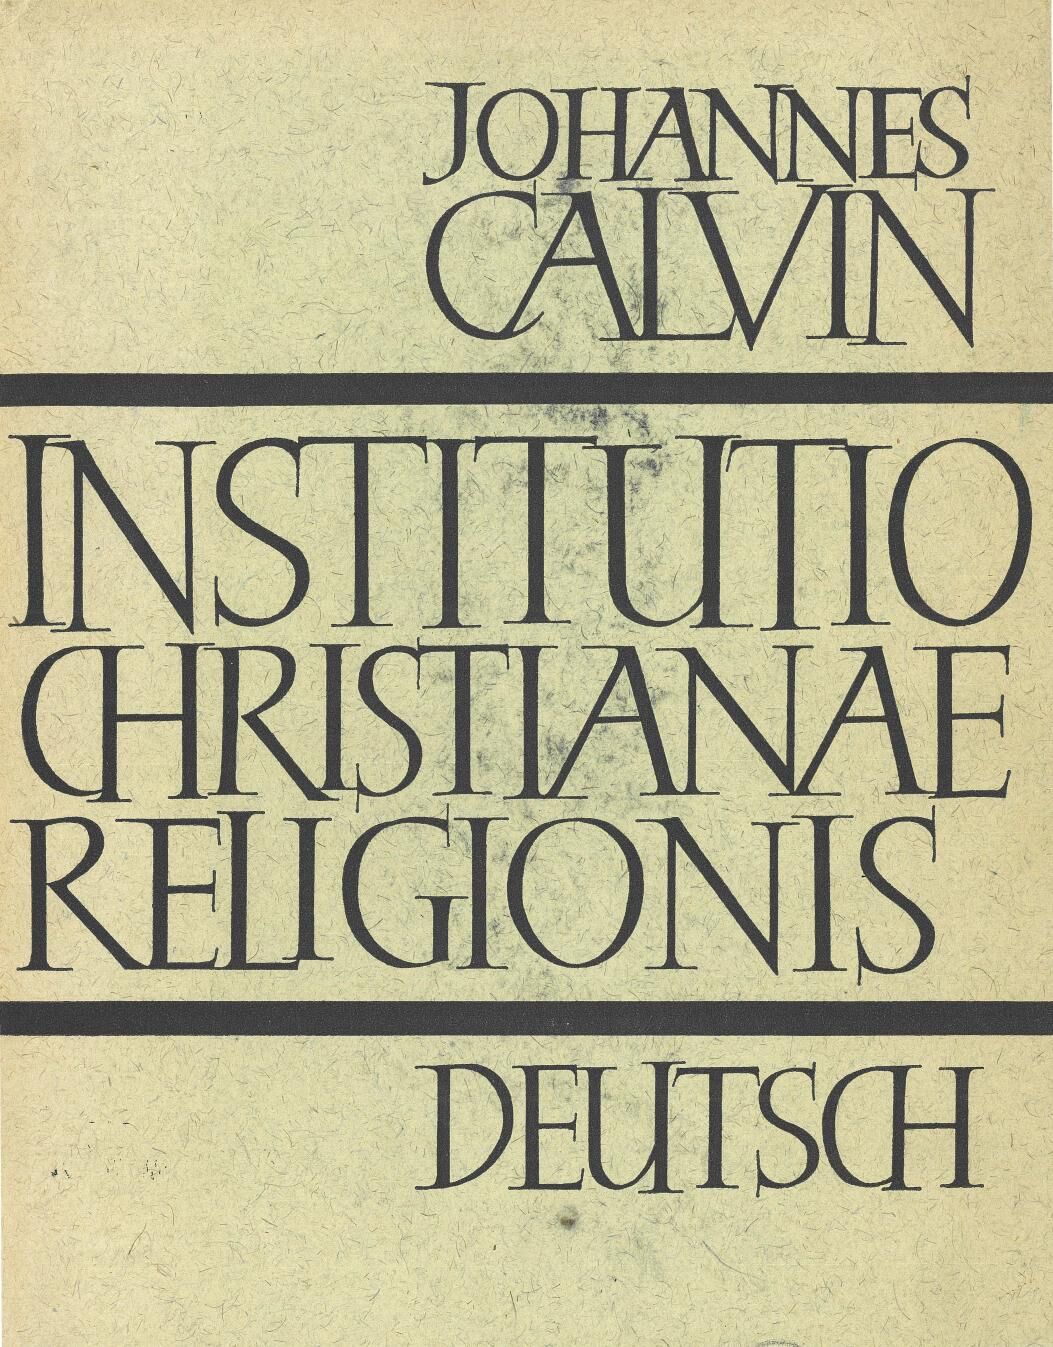 JOHANNES
CALVIN
INSTITUTIO
CHRISTIANAE
RELIGIONIS
DEUTSCH